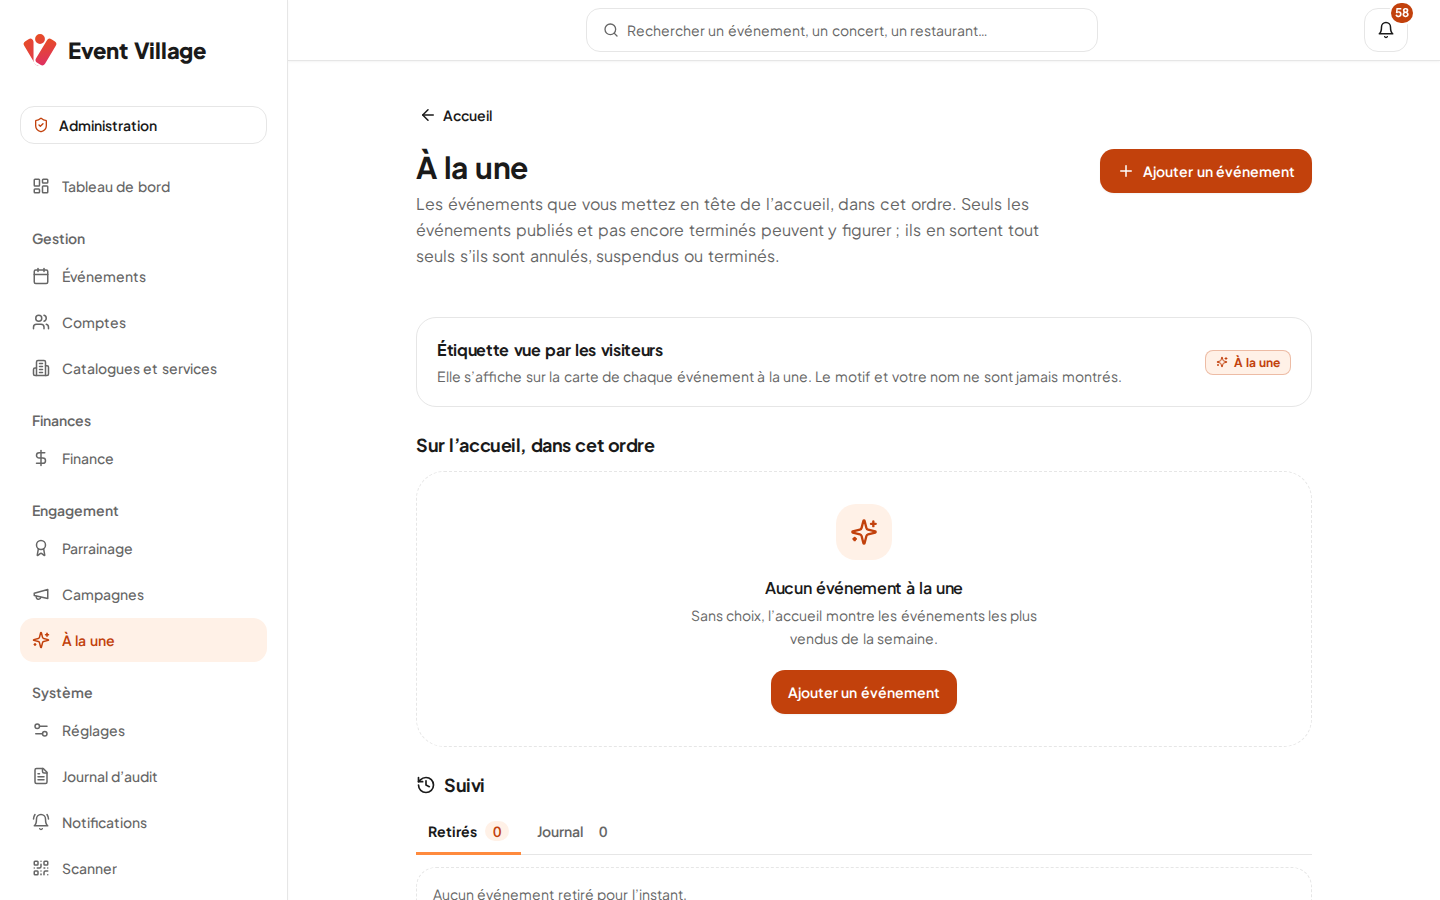 Event Village
Rechercher un événement, un concert, un restaurant…
58
Administration
Tableau de bord
Gestion
Événements
Comptes
Catalogues et services
Finances
Finance
Engagement
Parrainage
Campagnes
À la une
Système
Réglages
Journal d’audit
Notifications
Scanner
Accueil
À la une
Ajouter un événement
Les événements que vous mettez en tête de l’accueil, dans cet ordre. Seuls les
événements publiés et pas encore terminés peuvent y figurer ; ils en sortent tout
seuls s’ils sont annulés, suspendus ou terminés.
Étiquette vue par les visiteurs
Elle s’affiche sur la carte de chaque événement à la une. Le motif et votre nom ne sont jamais montrés.
À la une
Sur l’accueil, dans cet ordre
Aucun événement à la une
Sans choix, l’accueil montre les événements les plus
vendus de la semaine.
Ajouter un événement
Suivi
Retirés 0
Journal 0
Aucun événement retiré pour l’instant.